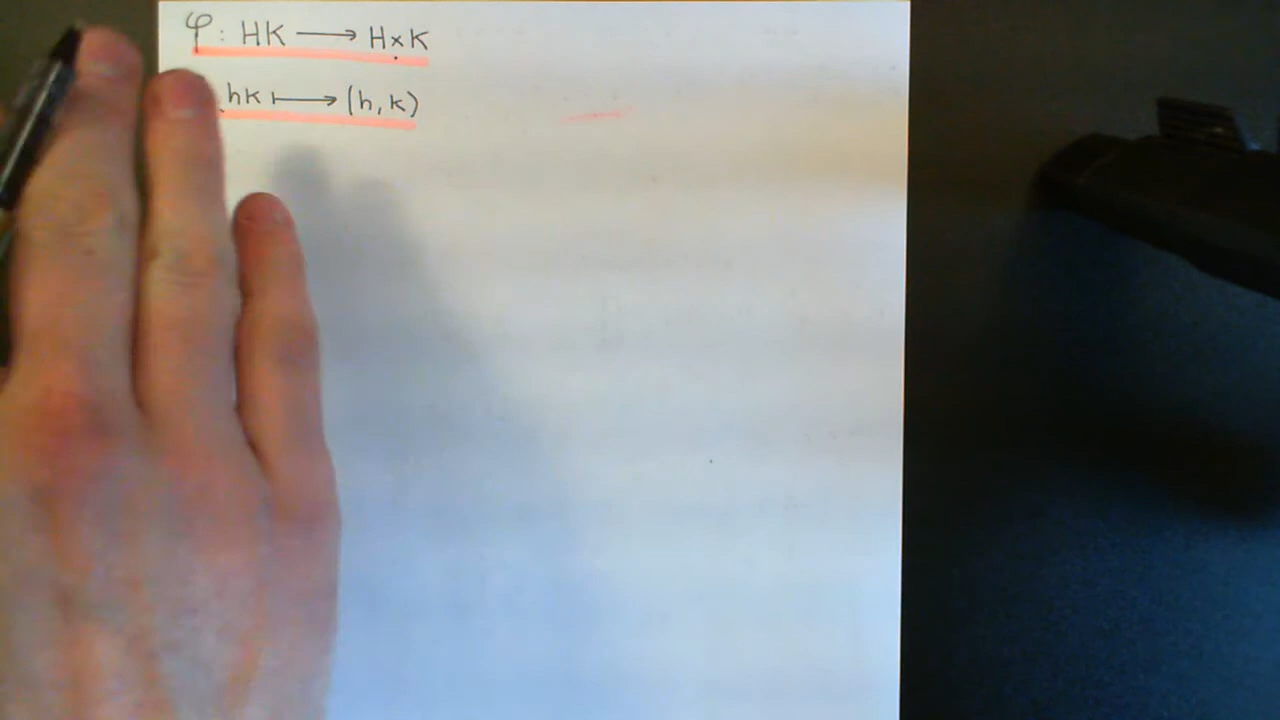 φ: HK ⟶ H×K
hk ⟼ (h,k)